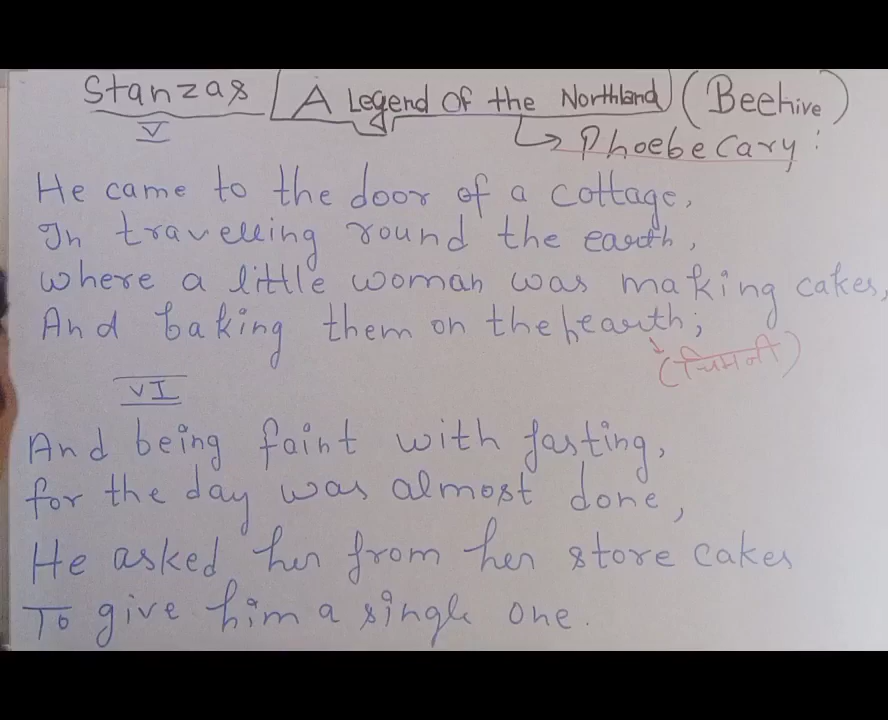 Stanzas A Legend Of the Northland (Beehive)
V
Phoebe Cary:
He came to the door of a cottage,
In travelling round the earth,
where a little woman was making cakes,
And baking them on the hearth;
(चिमनी)
VI
And being faint with fasting,
for the day was almost done,
He asked her from her store cakes
To give him a single one.